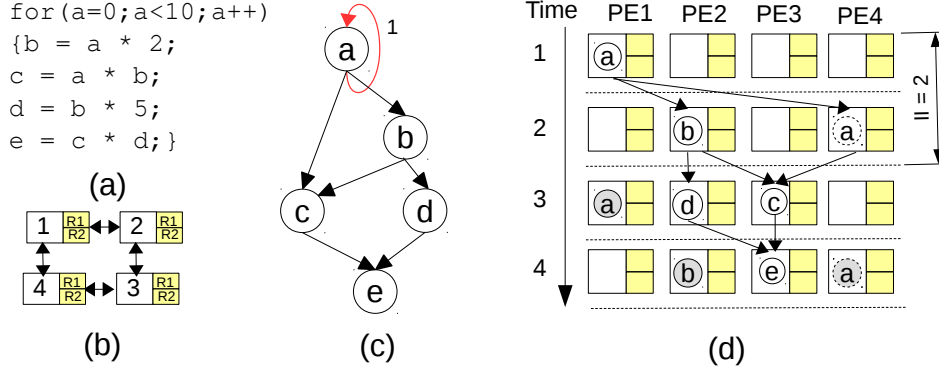 for(a=0;a<10;a++)
{b = a * 2;
c = a * b;
d = b * 5;
e = c * d;}
(a)
1 R1 R2 2 R1 R2
4 R1 R2 3 R1 R2
(b)
a 1
b
c d
e
(c)
Time PE1 PE2 PE3 PE4
1 a
II = 2
2 b a
3 a d c
4 b e a
(d)